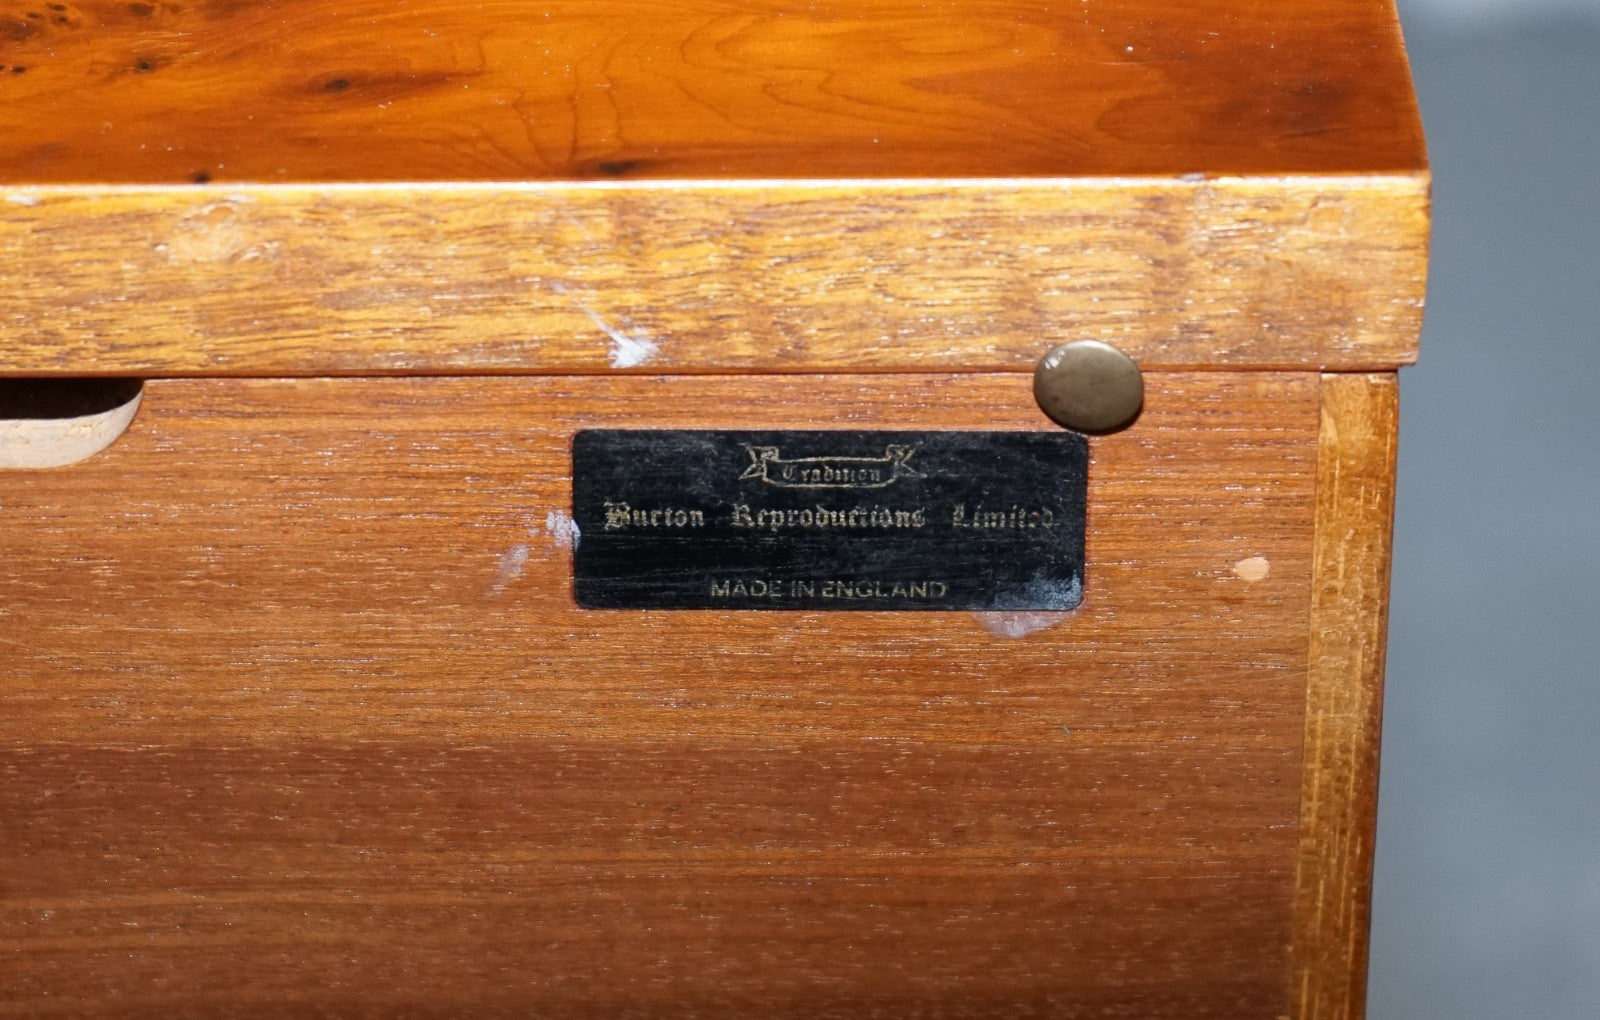 Tradition
Burton Reproductions Limited
MADE IN ENGLAND